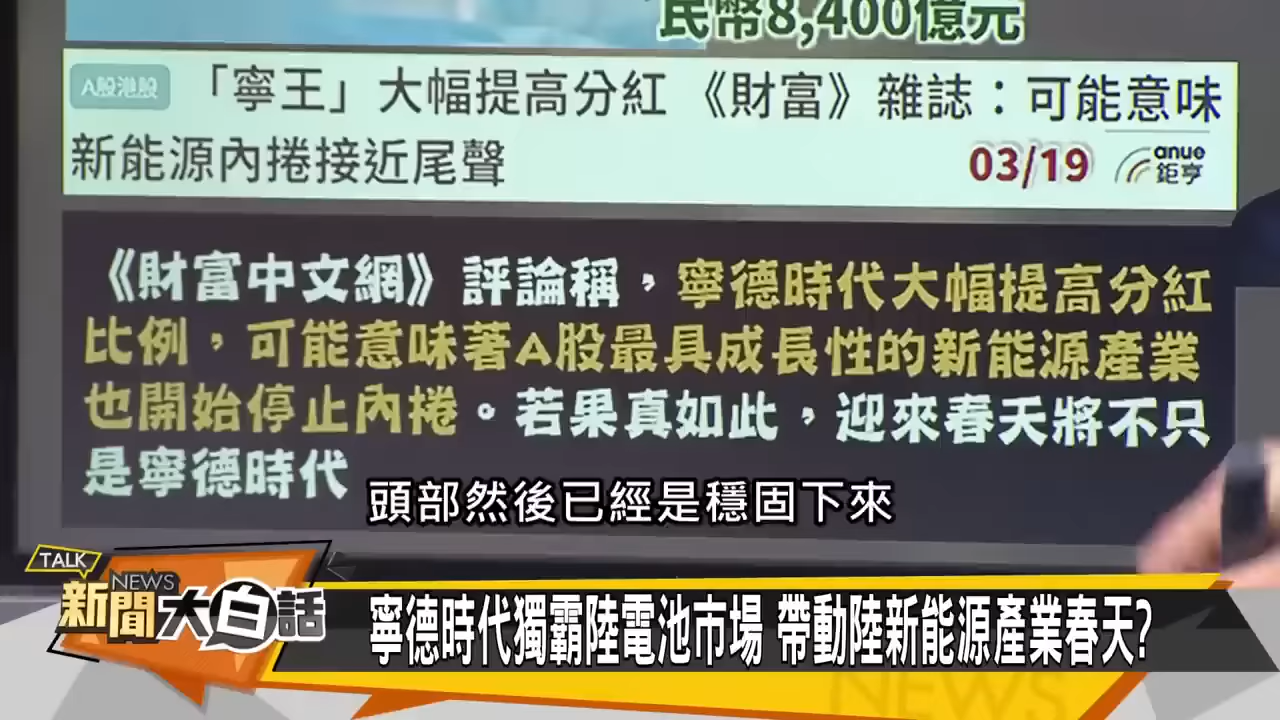 民幣8,400億元
A股港股 「寧王」大幅提高分紅 《財富》雜誌：可能意味
新能源內捲接近尾聲
03/19 anue
鉅亨
《財富中文網》評論稱，寧德時代大幅提高分紅
比例，可能意味著A股最具成長性的新能源產業
也開始停止內捲。若果真如此，迎來春天將不只
是寧德時代
頭部然後已經是穩固下來
TALK
NEWS
新聞大白話
寧德時代獨霸陸電池市場 帶動陸新能源產業春天?
NEWS